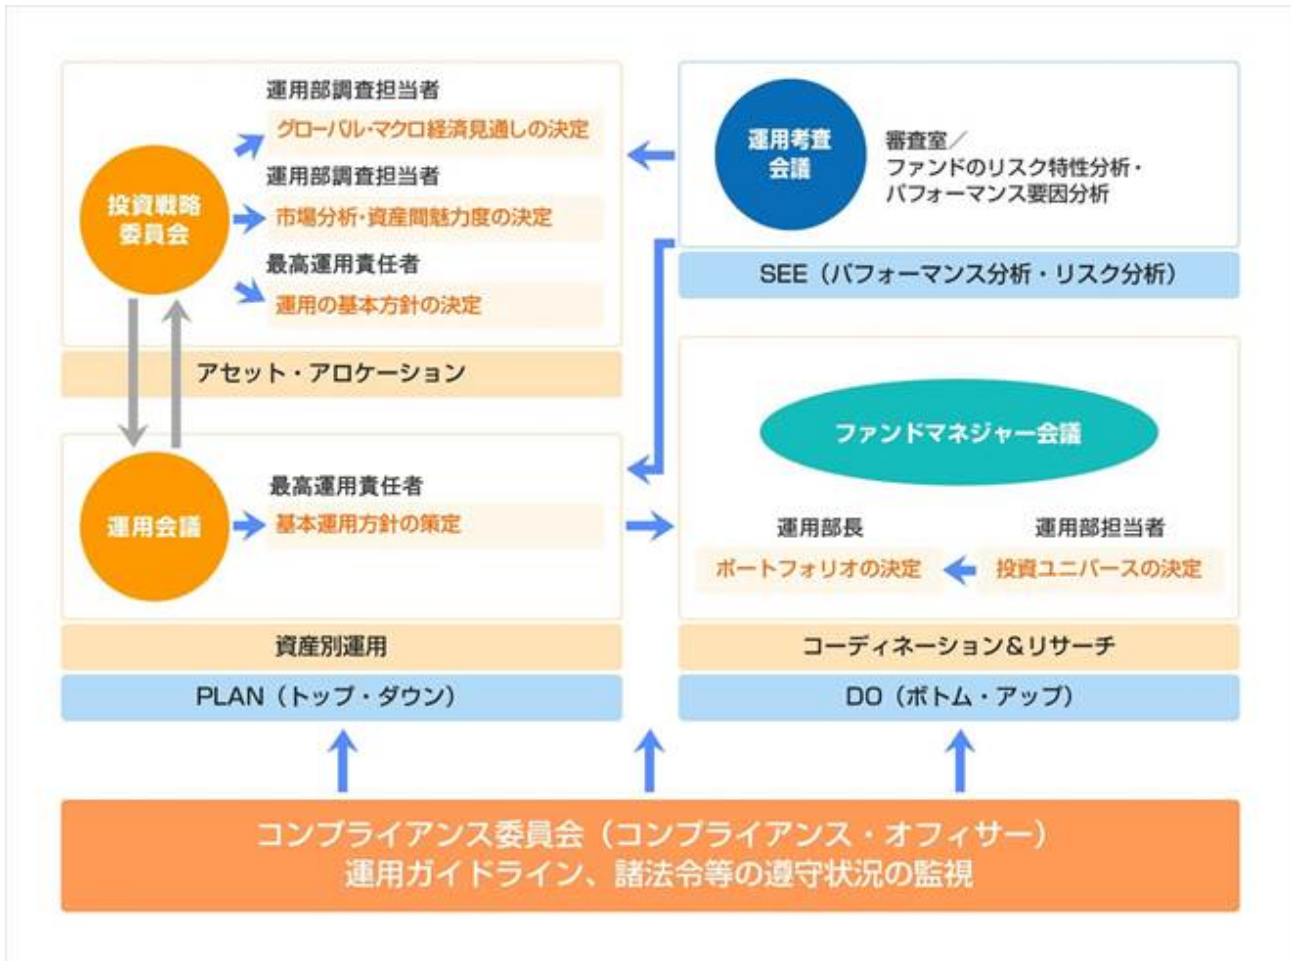 運用部調査担当者
グローバル・マクロ経済見通しの決定
投資戦略
委員会
運用部調査担当者
市場分析・資産間魅力度の決定
最高運用責任者
運用の基本方針の決定
アセット・アロケーション
運用考査
会議
審査室／
ファンドのリスク特性分析・
パフォーマンス要因分析
SEE（パフォーマンス分析・リスク分析）
運用会議
最高運用責任者
基本運用方針の策定
資産別運用
PLAN（トップ・ダウン）
ファンドマネジャー会議
運用部長
ポートフォリオの決定
運用部担当者
投資ユニバースの決定
コーディネーション＆リサーチ
DO（ボトム・アップ）
コンプライアンス委員会（コンプライアンス・オフィサー）
運用ガイドライン、諸法令等の遵守状況の監視